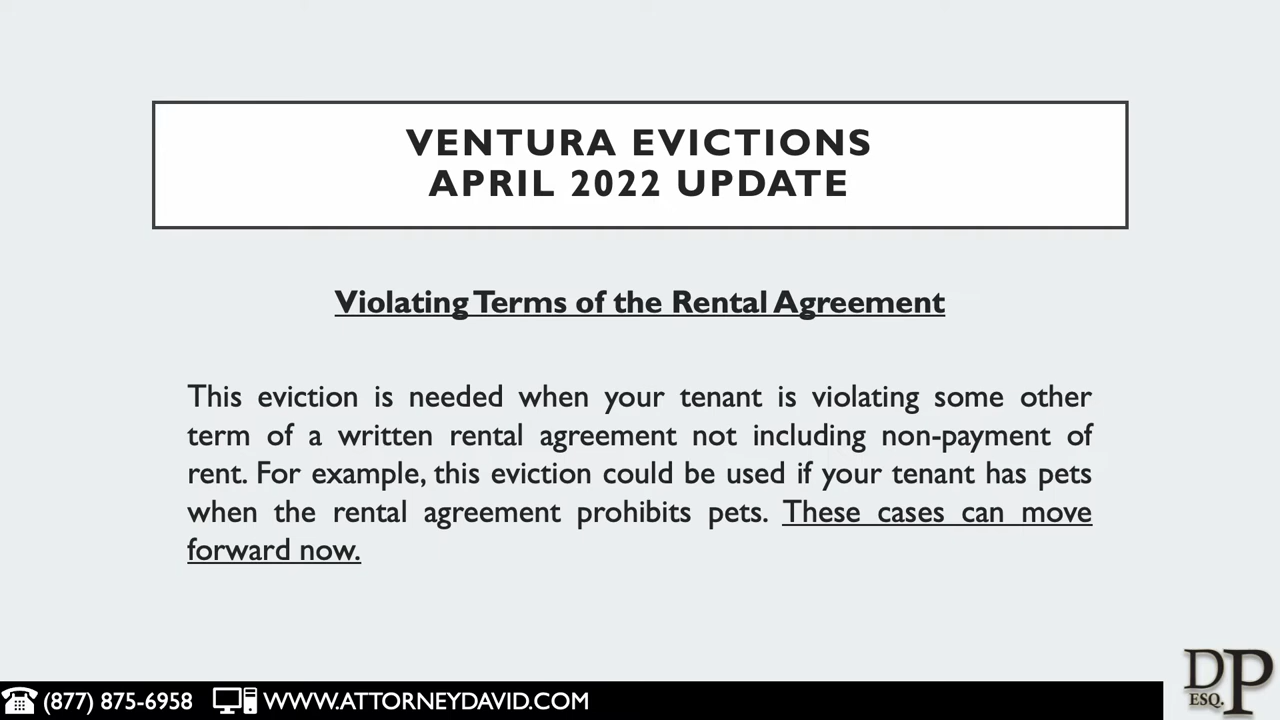 VENTURA EVICTIONS
APRIL 2022 UPDATE
Violating Terms of the Rental Agreement
This eviction is needed when your tenant is violating some other
term of a written rental agreement not including non-payment of
rent. For example, this eviction could be used if your tenant has pets
when the rental agreement prohibits pets. These cases can move
forward now.
(877) 875-6958 WWW.ATTORNEYDAVID.COM
DP
ESQ.